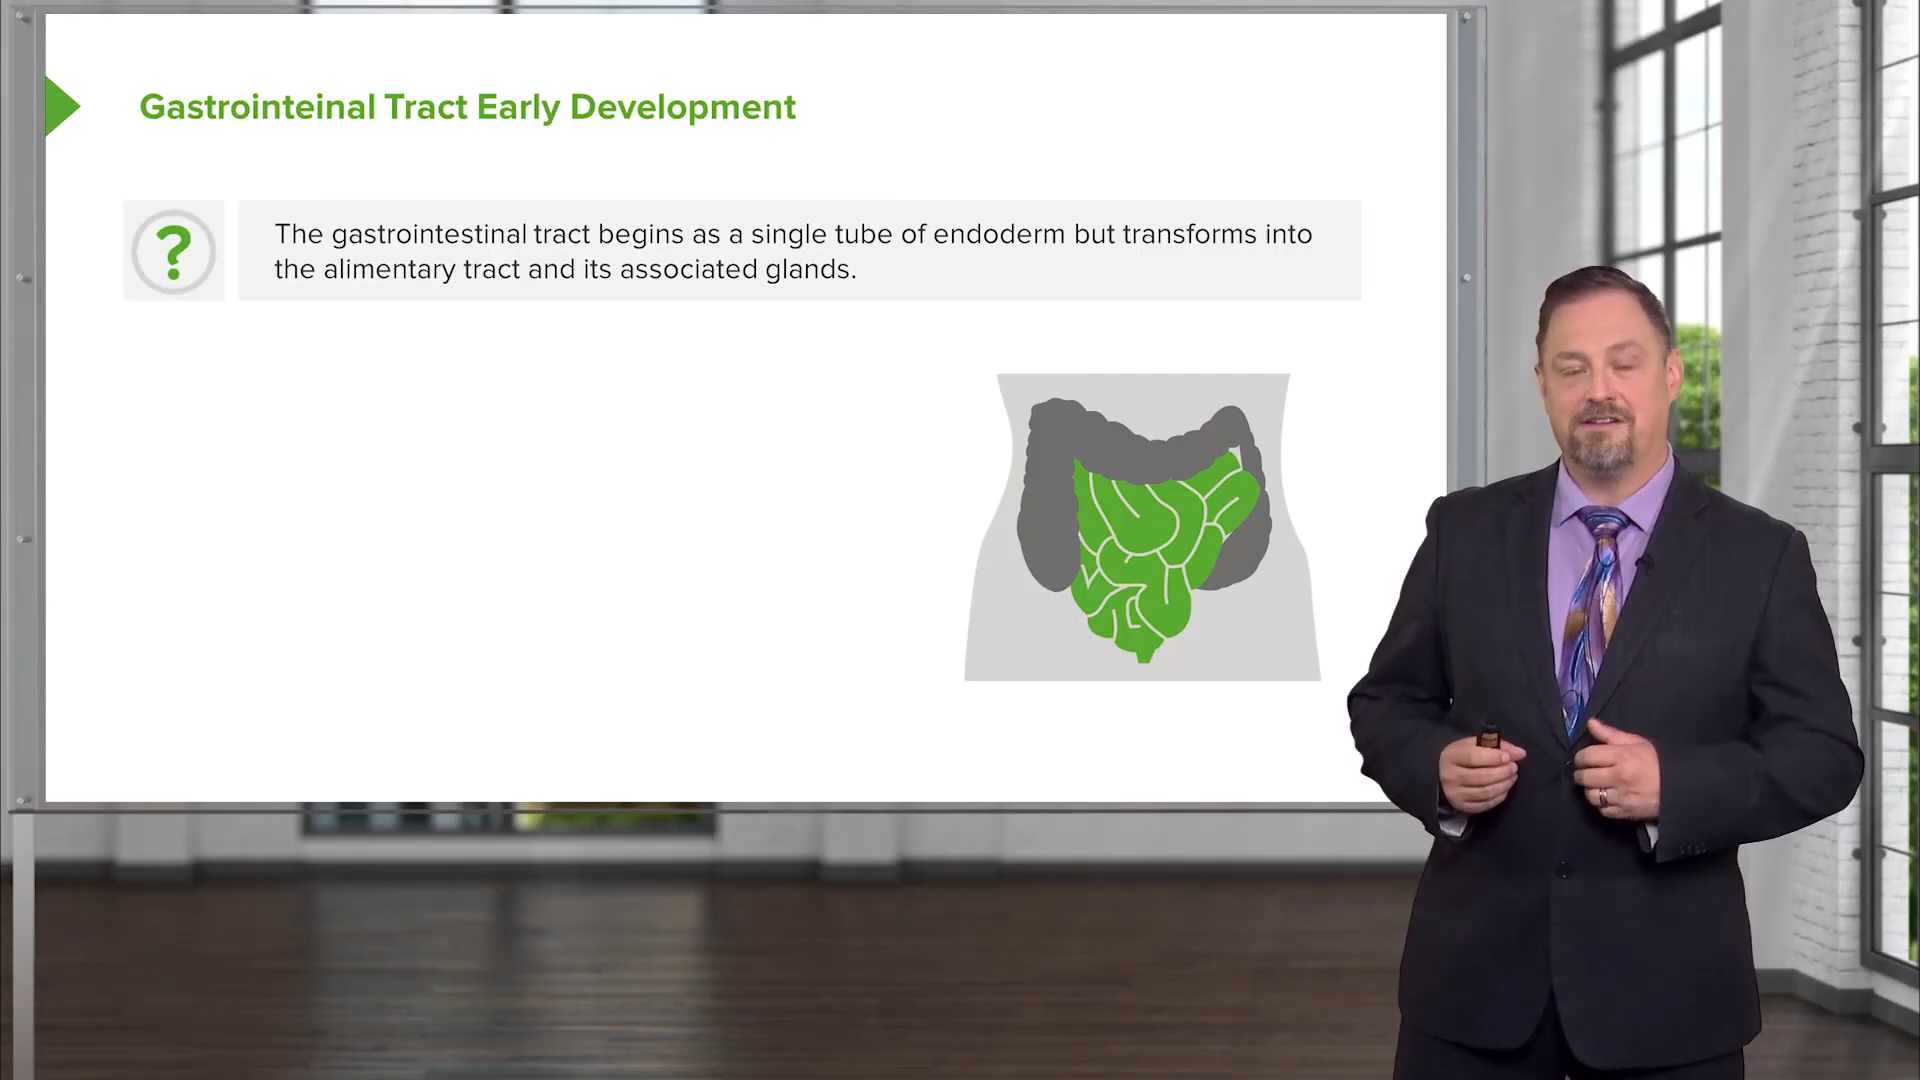 Gastrointeinal Tract Early Development
?
The gastrointestinal tract begins as a single tube of endoderm but transforms into
the alimentary tract and its associated glands.